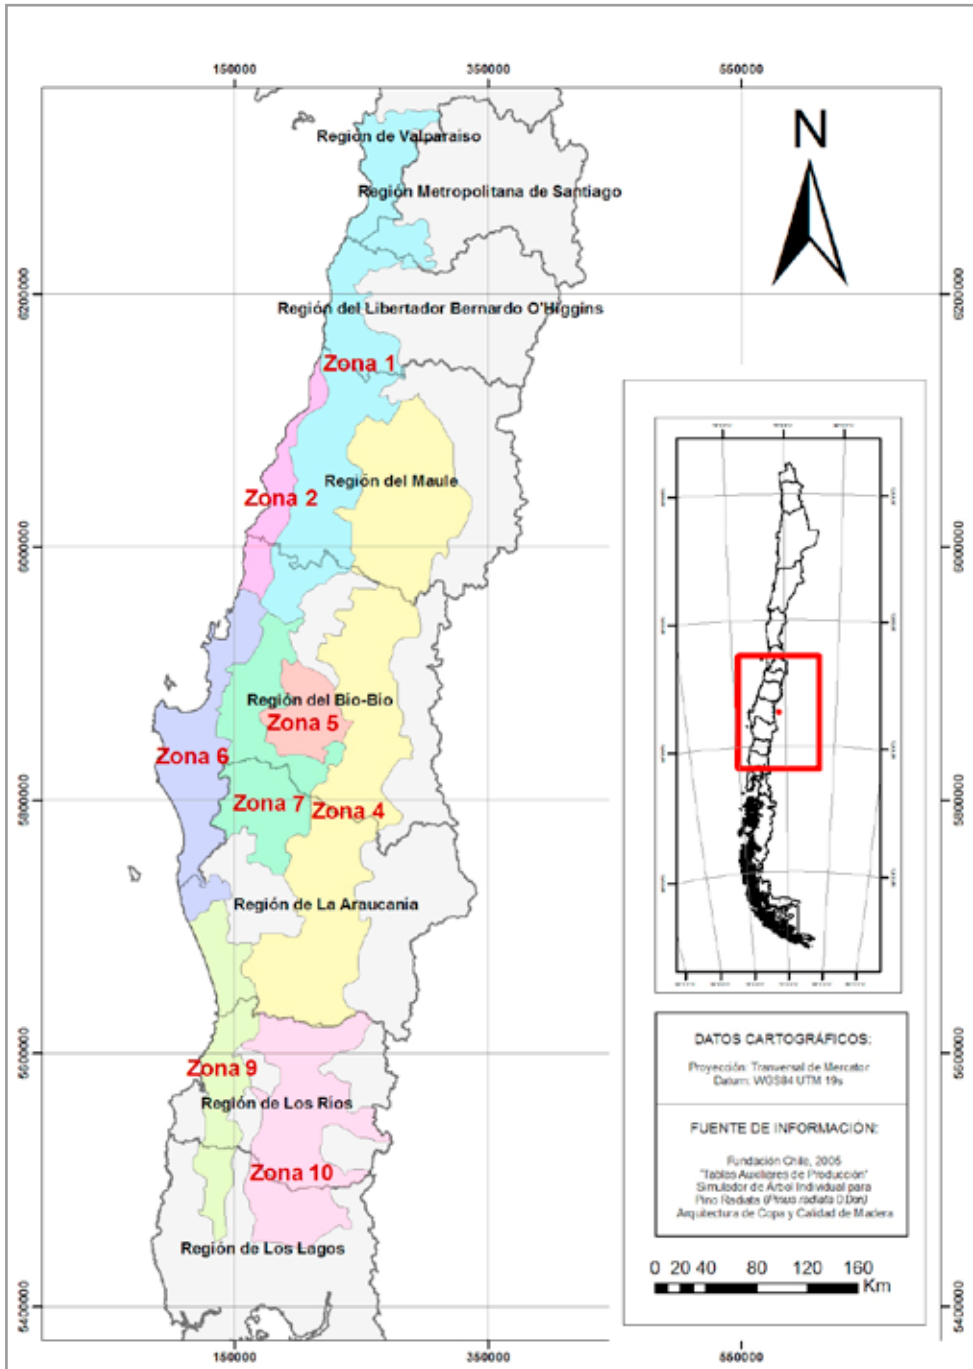 150000
350000
550000
N
Región de Valparaiso
Región Metropolitana de Santiago
6200000
6200000
Región del Libertador Bernardo O'Higgins
Zona 1
Región del Maule
Zona 2
6000000
6000000
Región del Bío-Bío
Zona 5
Zona 6
Zona 7
Zona 4
5800000
5800000
Región de La Araucanía
5600000
5600000
Zona 9
Región de Los Ríos
Zona 10
Región de Los Lagos
5400000
5400000
150000
350000
550000
DATOS CARTOGRÁFICOS:
Proyección: Tranversal de Mercator
Datum: WGS84 UTM 19s
FUENTE DE INFORMACIÓN:
Fundación Chile, 2005
"Tablas Auxiliares de Producción"
Simulador de Árbol Individual para
Pino Radiata (Pinus radiata D.Don)
Arquitectura de Copa y Calidad de Madera
0 20 40 80 120 160
Km